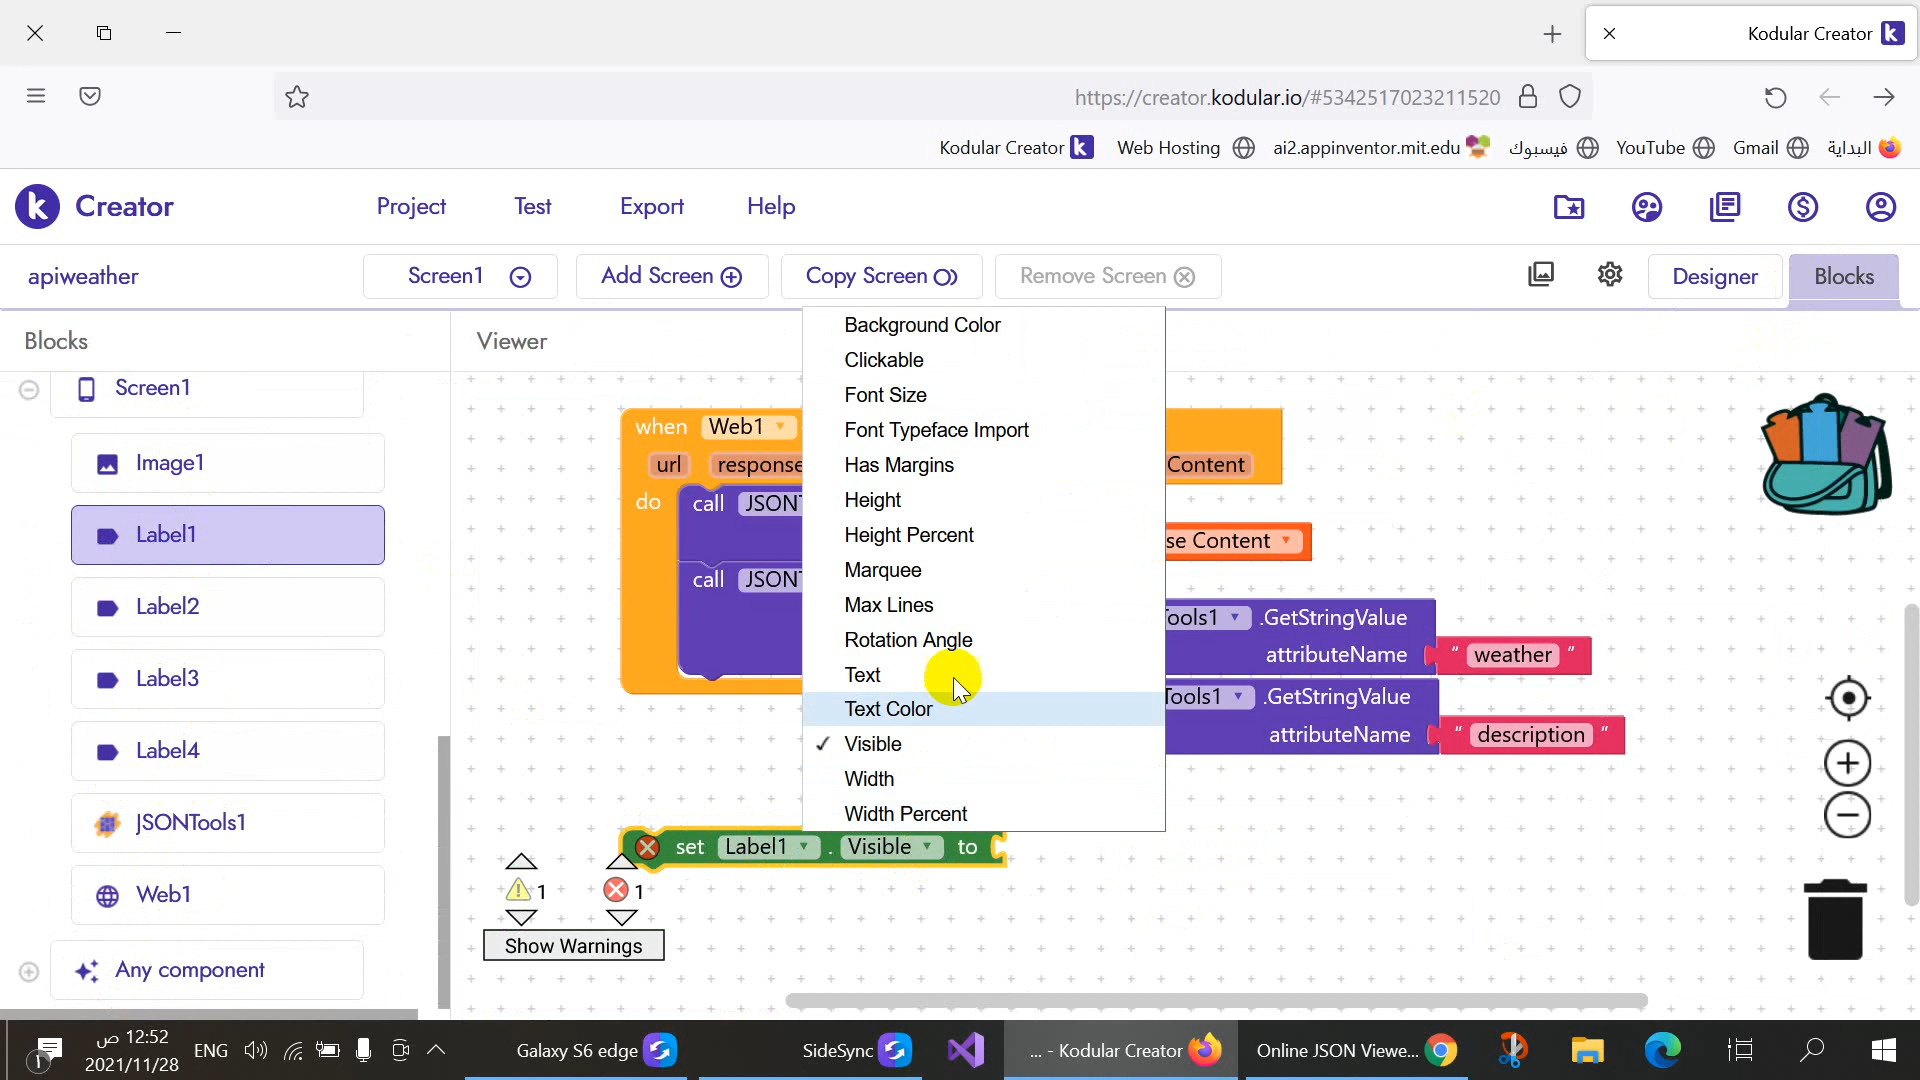 Kodular Creator
https://creator.kodular.io/#5342517023211520
Kodular Creator Web Hosting ai2.appinventor.mit.edu فيسبوك YouTube Gmail البداية
Creator Project Test Export Help
apiweather Screen1 Add Screen Copy Screen Remove Screen Designer Blocks
Blocks
Viewer
Screen1
Image1
Label1
Label2
Label3
Label4
JSONTools1
Web1
Any component
Background Color
Clickable
Font Size
Font Typeface Import
Has Margins
Height
Height Percent
Marquee
Max Lines
Rotation Angle
Text
Text Color
✓ Visible
Width
Width Percent
when Web1
url response Content
do call JSONT
se Content
call JSONT
ools1 .GetStringValue
attributeName " weather "
Tools1 .GetStringValue
attributeName " description "
set Label1 . Visible to
1 1
Show Warnings
12:52 ص
2021/11/28
1
ENG
Galaxy S6 edge
SideSync
... - Kodular Creator
Online JSON Viewe...